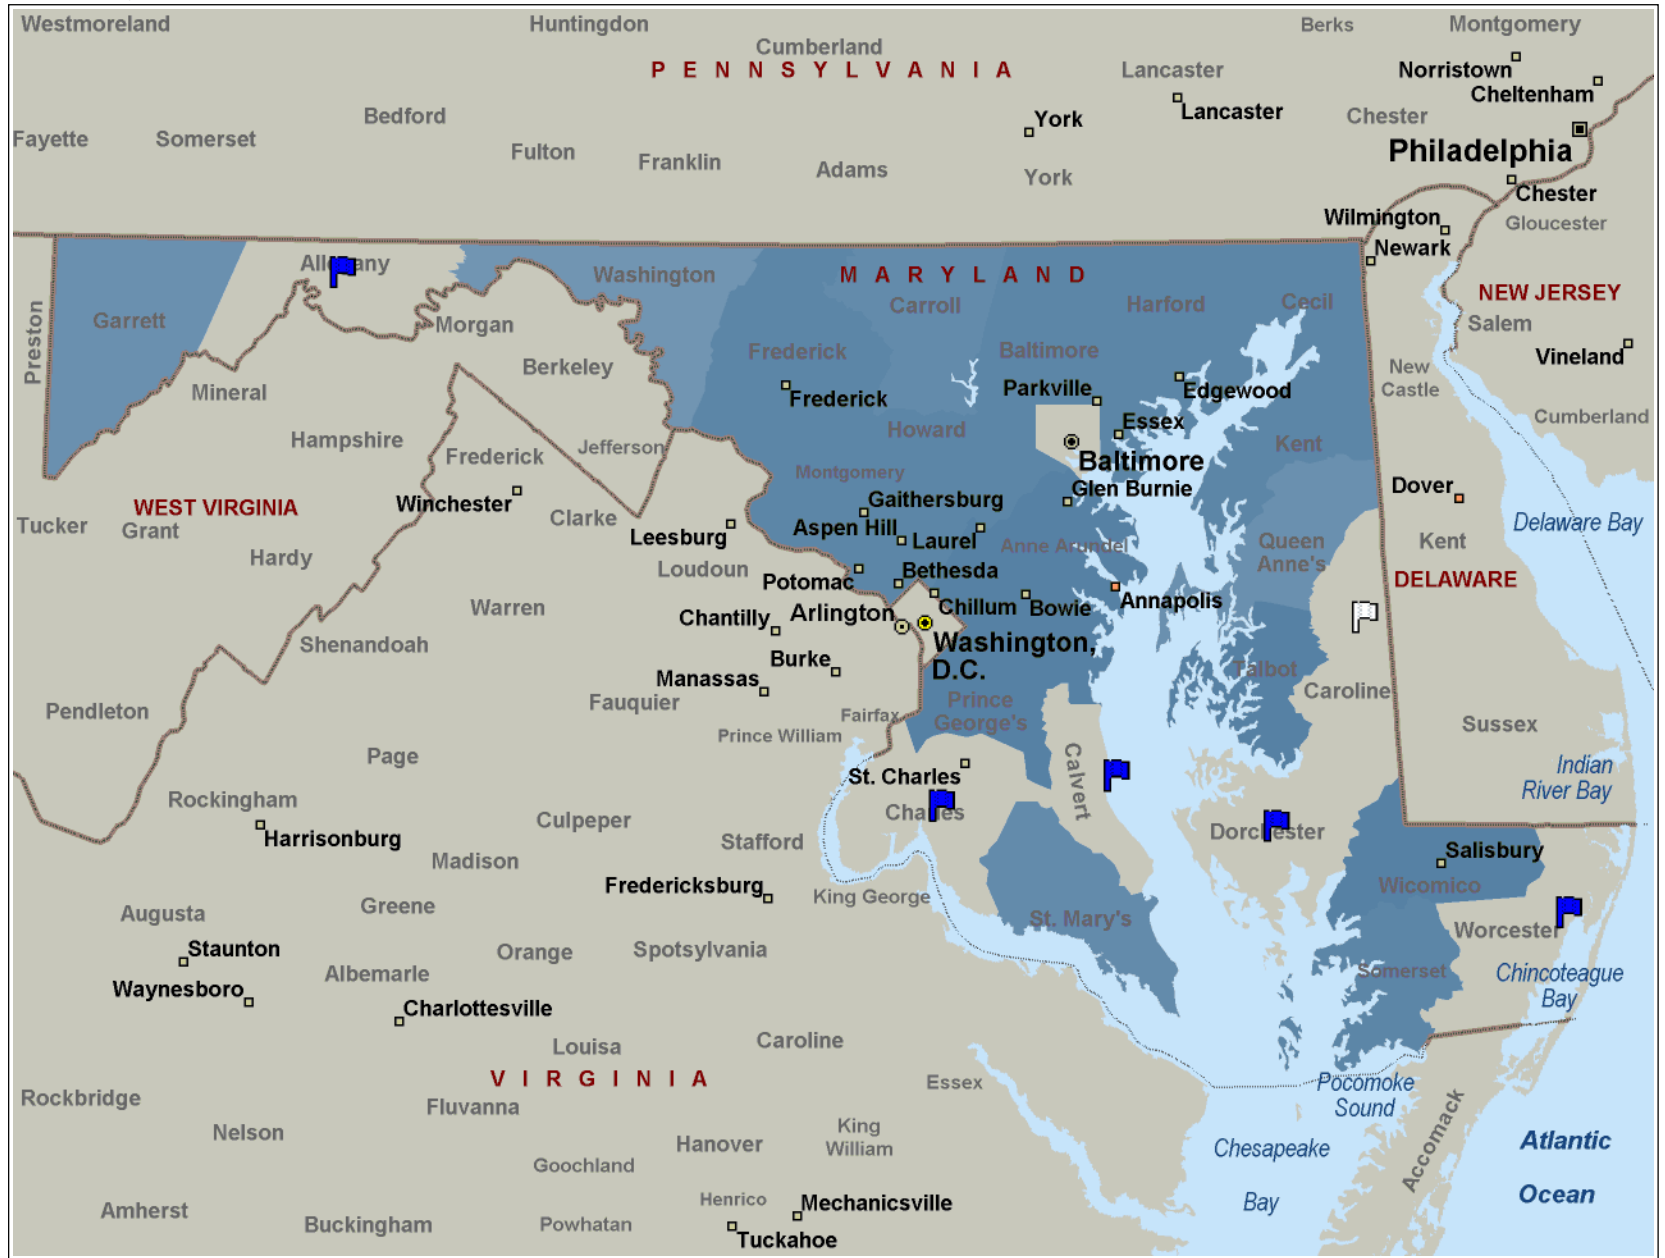 Westmoreland
Huntingdon
Cumberland
Berks
Montgomery
PENNSYLVANIA
Lancaster
Norristown
Cheltenham
Lancaster
Bedford
York
Chester
Fayette
Somerset
Fulton
Franklin
Adams
York
Philadelphia
Chester
Wilmington
Gloucester
Newark
Allegany
Washington
MARYLAND
Carroll
Harford
Cecil
NEW JERSEY
Salem
Garrett
Preston
Morgan
Frederick
Baltimore
Vineland
Berkeley
New
Castle
Mineral
Frederick
Parkville
Edgewood
Cumberland
Essex
Howard
Kent
Hampshire
Frederick
Jefferson
Baltimore
Montgomery
Glen Burnie
Dover
Winchester
Gaithersburg
WEST VIRGINIA
Tucker
Grant
Clarke
Leesburg
Aspen Hill
Laurel
Anne Arundel
Queen
Anne's
Kent
Delaware Bay
Hardy
Loudoun
Potomac
Bethesda
DELAWARE
Warren
Chantilly
Arlington
Chillum
Bowie
Annapolis
Shenandoah
Washington,
D.C.
Burke
Manassas
Talbot
Caroline
Pendleton
Fauquier
Fairfax
Prince
George's
Prince William
Sussex
Page
Calvert
St. Charles
Indian
River Bay
Rockingham
Charles
Culpeper
Stafford
Dorchester
Harrisonburg
Madison
Salisbury
Fredericksburg
King George
Wicomico
Augusta
Greene
St. Mary's
Worcester
Staunton
Orange
Spotsylvania
Somerset
Chincoteague
Bay
Albemarle
Waynesboro
Charlottesville
Louisa
Caroline
VIRGINIA
Essex
Pocomoke
Sound
Rockbridge
Fluvanna
Nelson
Hanover
King
William
Accomack
Chesapeake
Bay
Atlantic
Ocean
Goochland
Henrico
Mechanicsville
Amherst
Buckingham
Powhatan
Tuckahoe